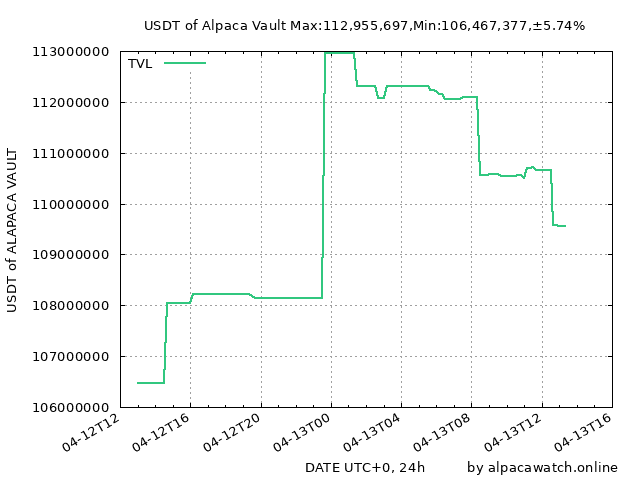 USDT of Alpaca Vault Max:112,955,697,Min:106,467,377,±5.74%
113000000
TVL
112000000
111000000
110000000
109000000
108000000
107000000
106000000
USDT of ALAPACA VAULT
04-12T12
04-12T16
04-12T20
04-13T00
04-13T04
04-13T08
04-13T12
04-13T16
DATE UTC+0, 24h
by alpacawatch.online